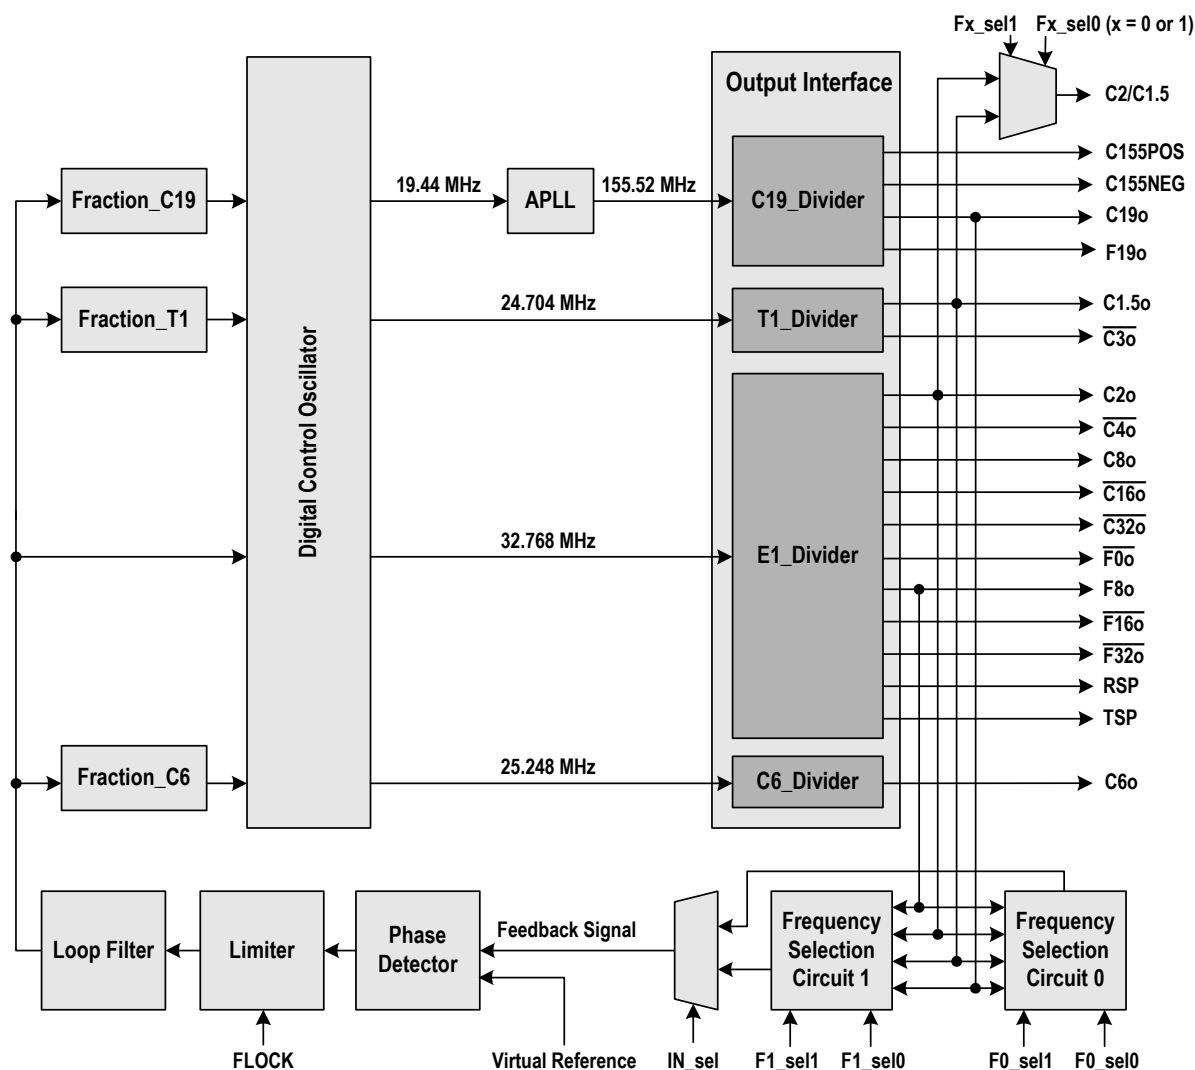 Fx_sel1 Fx_sel0 (x = 0 or 1)
Output Interface
C2/C1.5
Fraction_C19
19.44 MHz
APLL
155.52 MHz
C19_Divider
C155POS
C155NEG
C19o
F19o
Fraction_T1
Digital Control Oscillator
24.704 MHz
T1_Divider
C1.5o
C3o
32.768 MHz
E1_Divider
C2o
C4o
C8o
C16o
C32o
F0o
F8o
F16o
F32o
RSP
TSP
Fraction_C6
25.248 MHz
C6_Divider
C6o
Loop Filter
Limiter
Phase
Detector
Feedback Signal
Frequency
Selection
Circuit 1
Frequency
Selection
Circuit 0
FLOCK
Virtual Reference
IN_sel
F1_sel1
F1_sel0
F0_sel1
F0_sel0